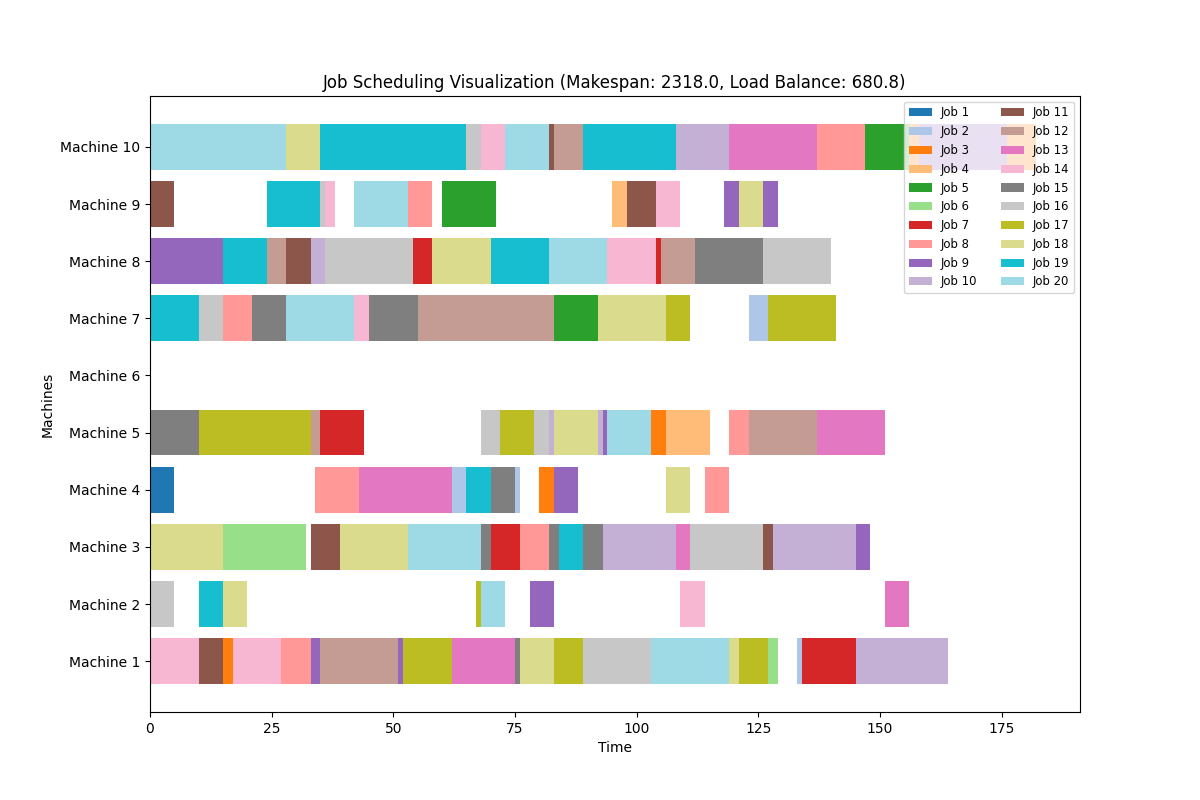 Job Scheduling Visualization (Makespan: 2318.0, Load Balance: 680.8)
Machines
Machine 10
Machine 9
Machine 8
Machine 7
Machine 6
Machine 5
Machine 4
Machine 3
Machine 2
Machine 1
Job 1
Job 2
Job 3
Job 4
Job 5
Job 6
Job 7
Job 8
Job 9
Job 10
Job 11
Job 12
Job 13
Job 14
Job 15
Job 16
Job 17
Job 18
Job 19
Job 20
0 25 50 75 100 125 150 175
Time